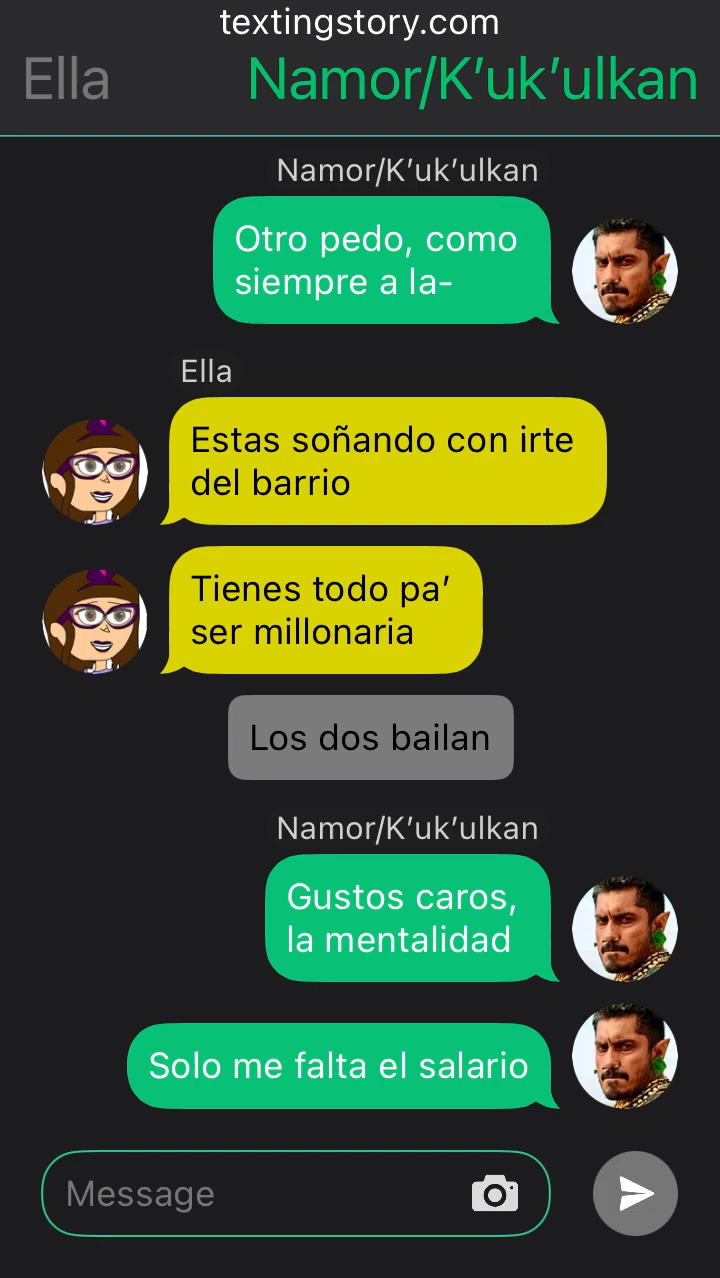 textingstory.com
Ella
Namor/K’uk’ulkan
Namor/K’uk’ulkan
Otro pedo, como
siempre a la-
Ella
Estas soñando con irte
del barrio
Tienes todo pa’
ser millonaria
Los dos bailan
Namor/K’uk’ulkan
Gustos caros,
la mentalidad
Solo me falta el salario
Message